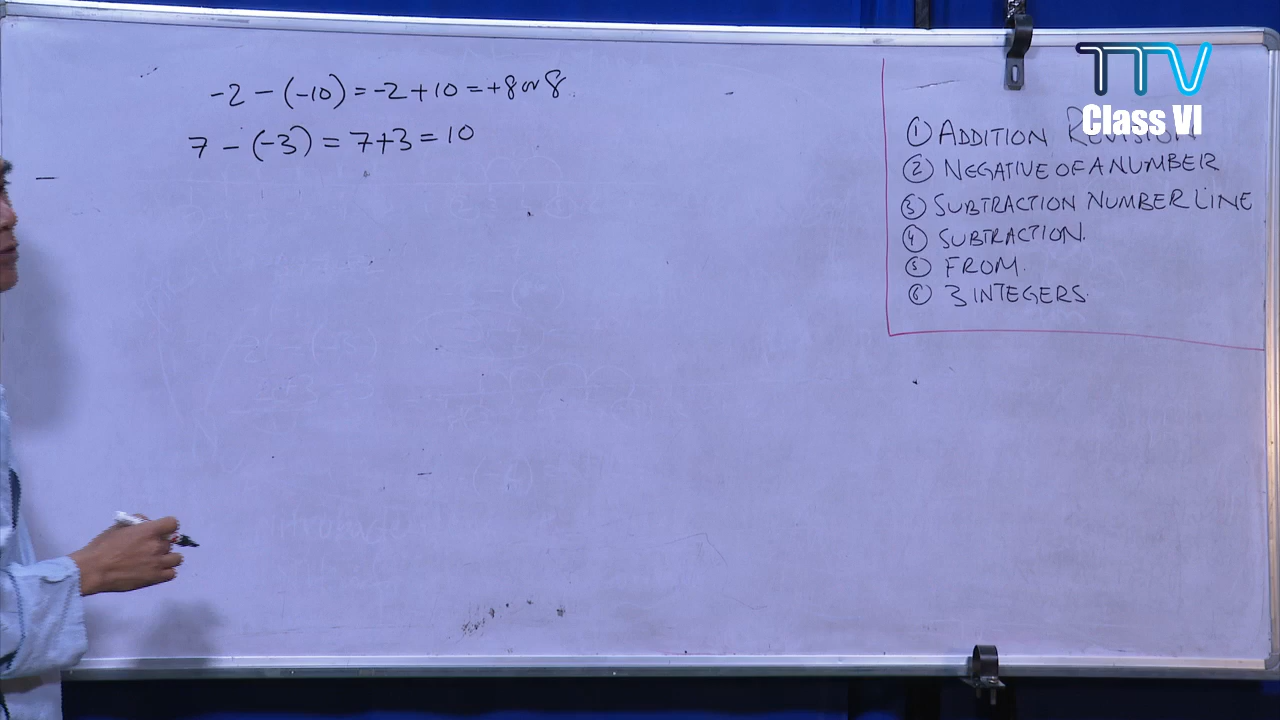 -2 - (-10) = -2 + 10 = +8 or 8
7 - (-3) = 7+3 = 10
TTV
Class VI
① ADDITION REVISION
② NEGATIVE OF A NUMBER
③ SUBTRACTION NUMBER LINE
④ SUBTRACTION.
⑤ FROM.
⑥ 3 INTEGERS.